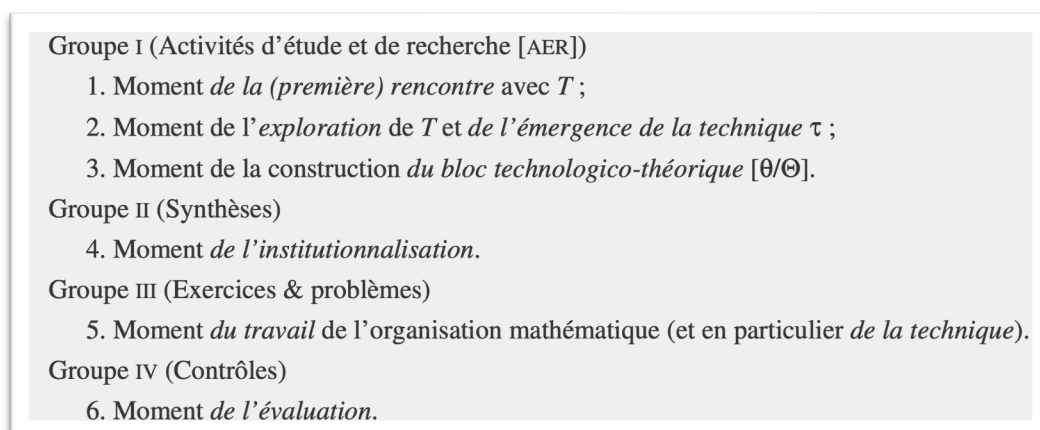 Groupe I (Activités d’étude et de recherche [AER])
1. Moment de la (première) rencontre avec T ;
2. Moment de l’exploration de T et de l’émergence de la technique τ ;
3. Moment de la construction du bloc technologico-théorique [θ/Θ].
Groupe II (Synthèses)
4. Moment de l’institutionnalisation.
Groupe III (Exercices & problèmes)
5. Moment du travail de l’organisation mathématique (et en particulier de la technique).
Groupe IV (Contrôles)
6. Moment de l’évaluation.